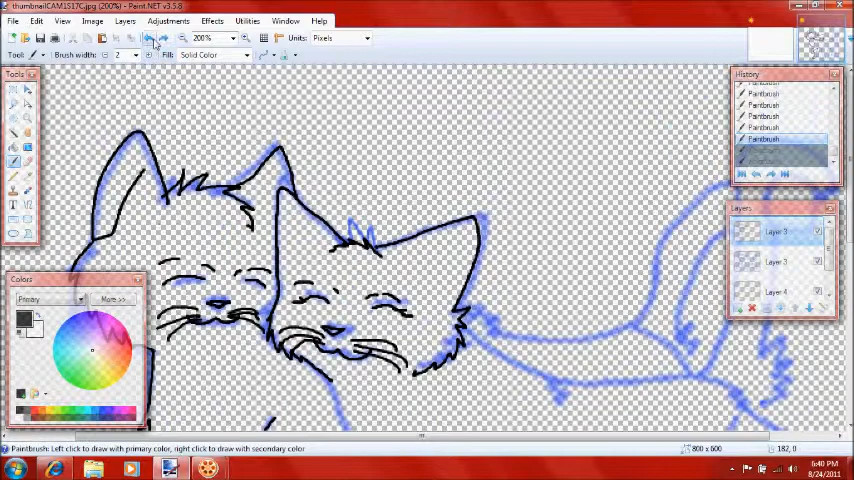 thumbnailCAM1S17C.jpg (200%) - Paint.NET v3.5.8
File Edit View Image Layers Adjustments Effects Utilities Window Help
200% Units: Pixels
Tool: Brush width: 2 Fill: Solid Color
Tools
History
Paintbrush
Paintbrush
Paintbrush
Paintbrush
Paintbrush
Paintbrush
Layers
Layer 3
Layer 3
Layer 4
Colors
Primary
More >>
Paintbrush: Left click to draw with primary color, right click to draw with secondary color
800 x 600
182, 0
6:40 PM
8/24/2011